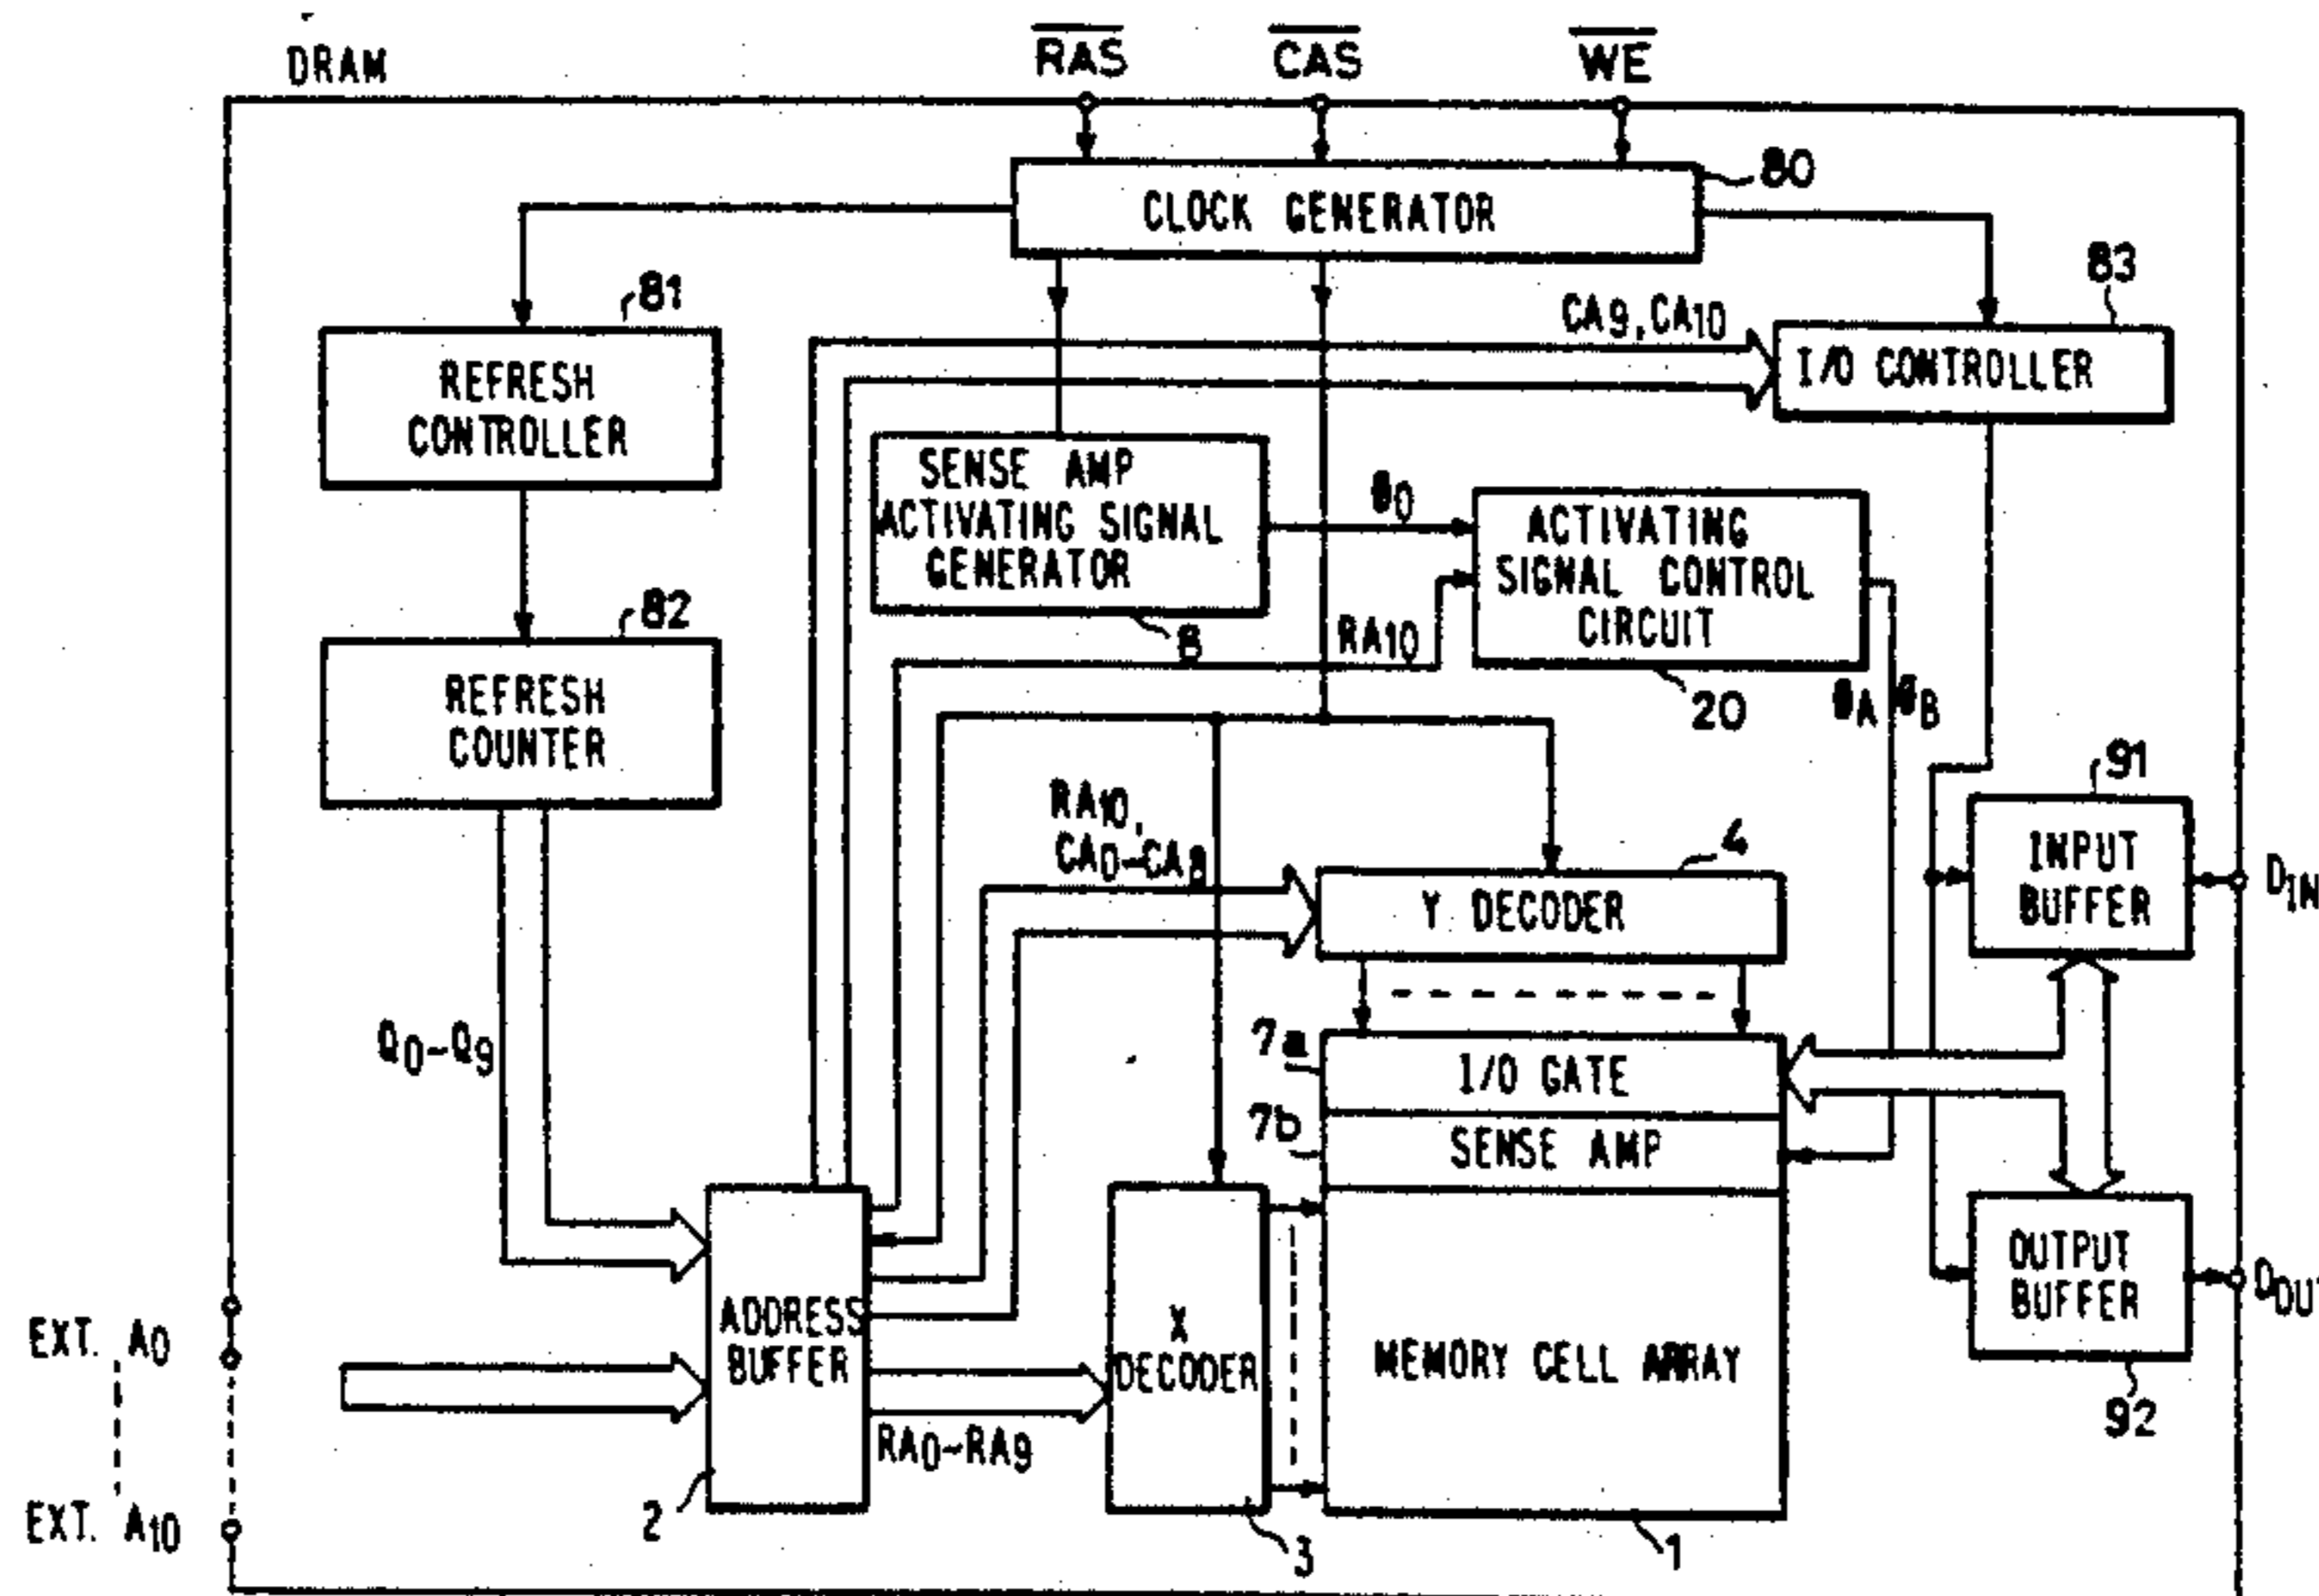 DRAM
R̅A̅S̅
C̅A̅S̅
W̅E̅
80
CLOCK GENERATOR
81
REFRESH
CONTROLLER
83
CA9, CA10
I/O CONTROLLER
SENSE AMP
ACTIVATING SIGNAL
GENERATOR
8
ø0
ACTIVATING
SIGNAL CONTROL
CIRCUIT
20
RA10
øA
øB
82
REFRESH
COUNTER
RA10,
CA0–CA8
4
Y DECODER
91
INPUT
BUFFER
DIN
Q0–Q9
7a
I/O GATE
7b
SENSE AMP
ADDRESS
BUFFER
2
X
DECODER
3
MEMORY CELL ARRAY
1
OUTPUT
BUFFER
92
DOUT
EXT. A0
EXT. A10
RA0~RA9